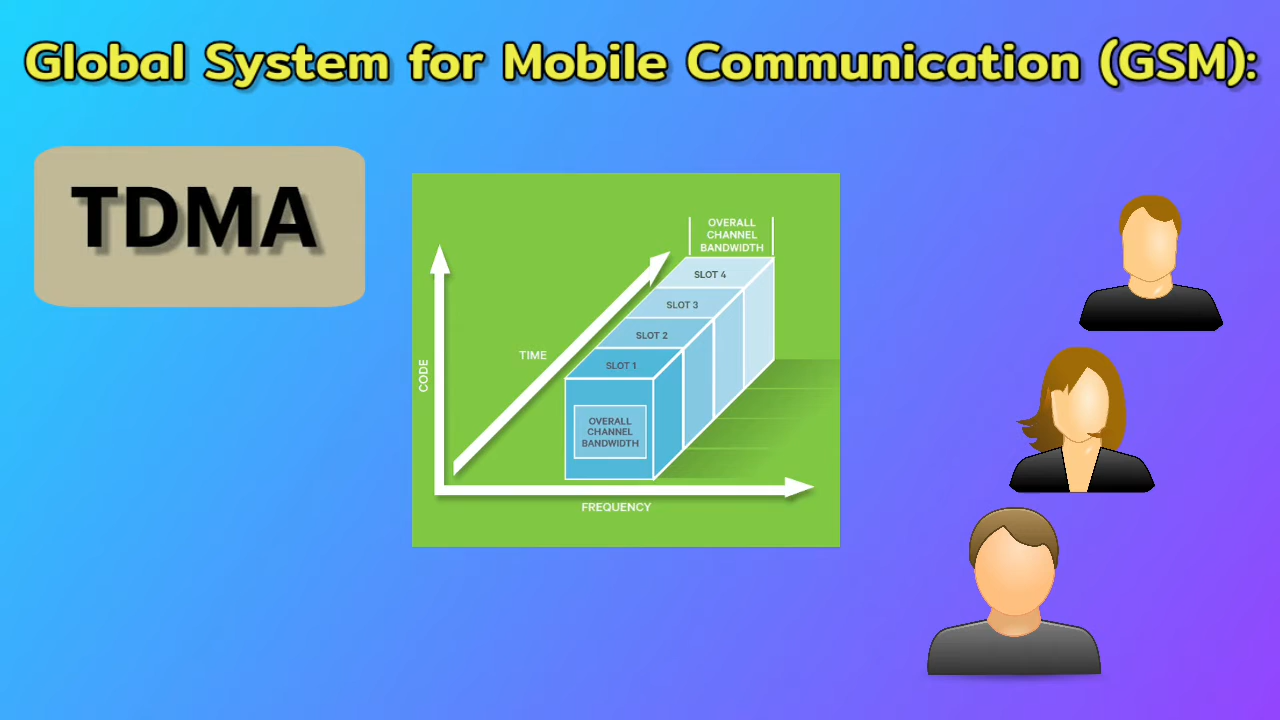 Global System for Mobile Communication (GSM):
TDMA
OVERALL
CHANNEL
BANDWIDTH
SLOT 4
SLOT 3
SLOT 2
SLOT 1
TIME
CODE
OVERALL
CHANNEL
BANDWIDTH
FREQUENCY